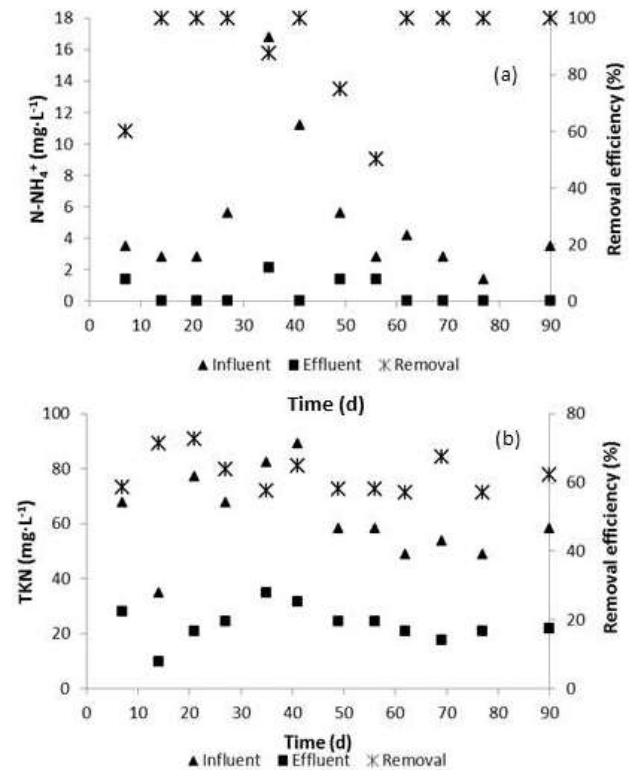 18
16
14
12
10
8
6
4
2
0
N-NH₄⁺ (mg·L⁻¹)
100
80
60
40
20
0
Removal efficiency (%)
(a)
0 10 20 30 40 50 60 70 80 90
▲ Influent ■ Effluent ж Removal
Time (d)
100
80
60
40
20
0
TKN (mg·L⁻¹)
80
60
40
20
0
Removal efficiency (%)
(b)
0 10 20 30 40 50 60 70 80 90
Time (d)
▲ Influent ■ Effluent ж Removal